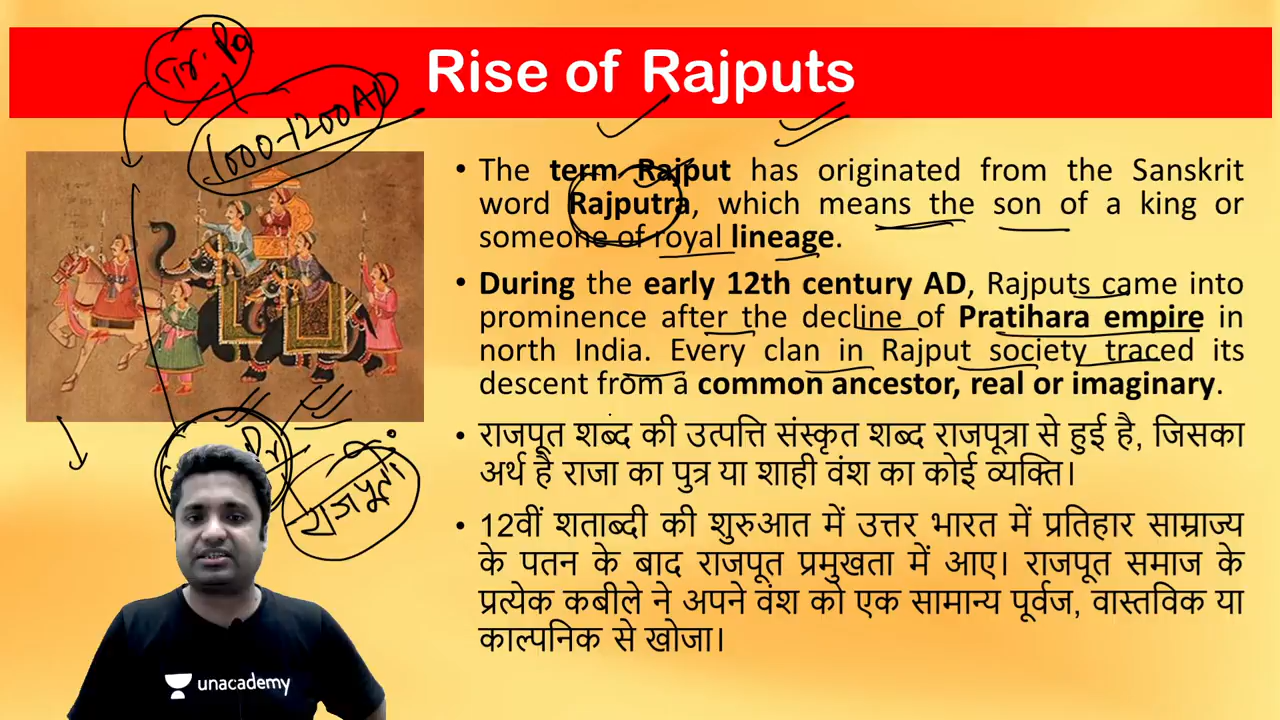 Rise of Rajputs
1000-1200 AD
• The term Rajput has originated from the Sanskrit
word Rajputra, which means the son of a king or
someone of royal lineage.
• During the early 12th century AD, Rajputs came into
prominence after the decline of Pratihara empire in
north India. Every clan in Rajput society traced its
descent from a common ancestor, real or imaginary.
• राजपूत शब्द की उत्पत्ति संस्कृत शब्द राजपूत्रा से हुई है, जिसका
अर्थ है राजा का पुत्र या शाही वंश का कोई व्यक्ति।
• 12वीं शताब्दी की शुरुआत में उत्तर भारत में प्रतिहार साम्राज्य
के पतन के बाद राजपूत प्रमुखता में आए। राजपूत समाज के
प्रत्येक कबीले ने अपने वंश को एक सामान्य पूर्वज, वास्तविक या
काल्पनिक से खोजा।
unacademy